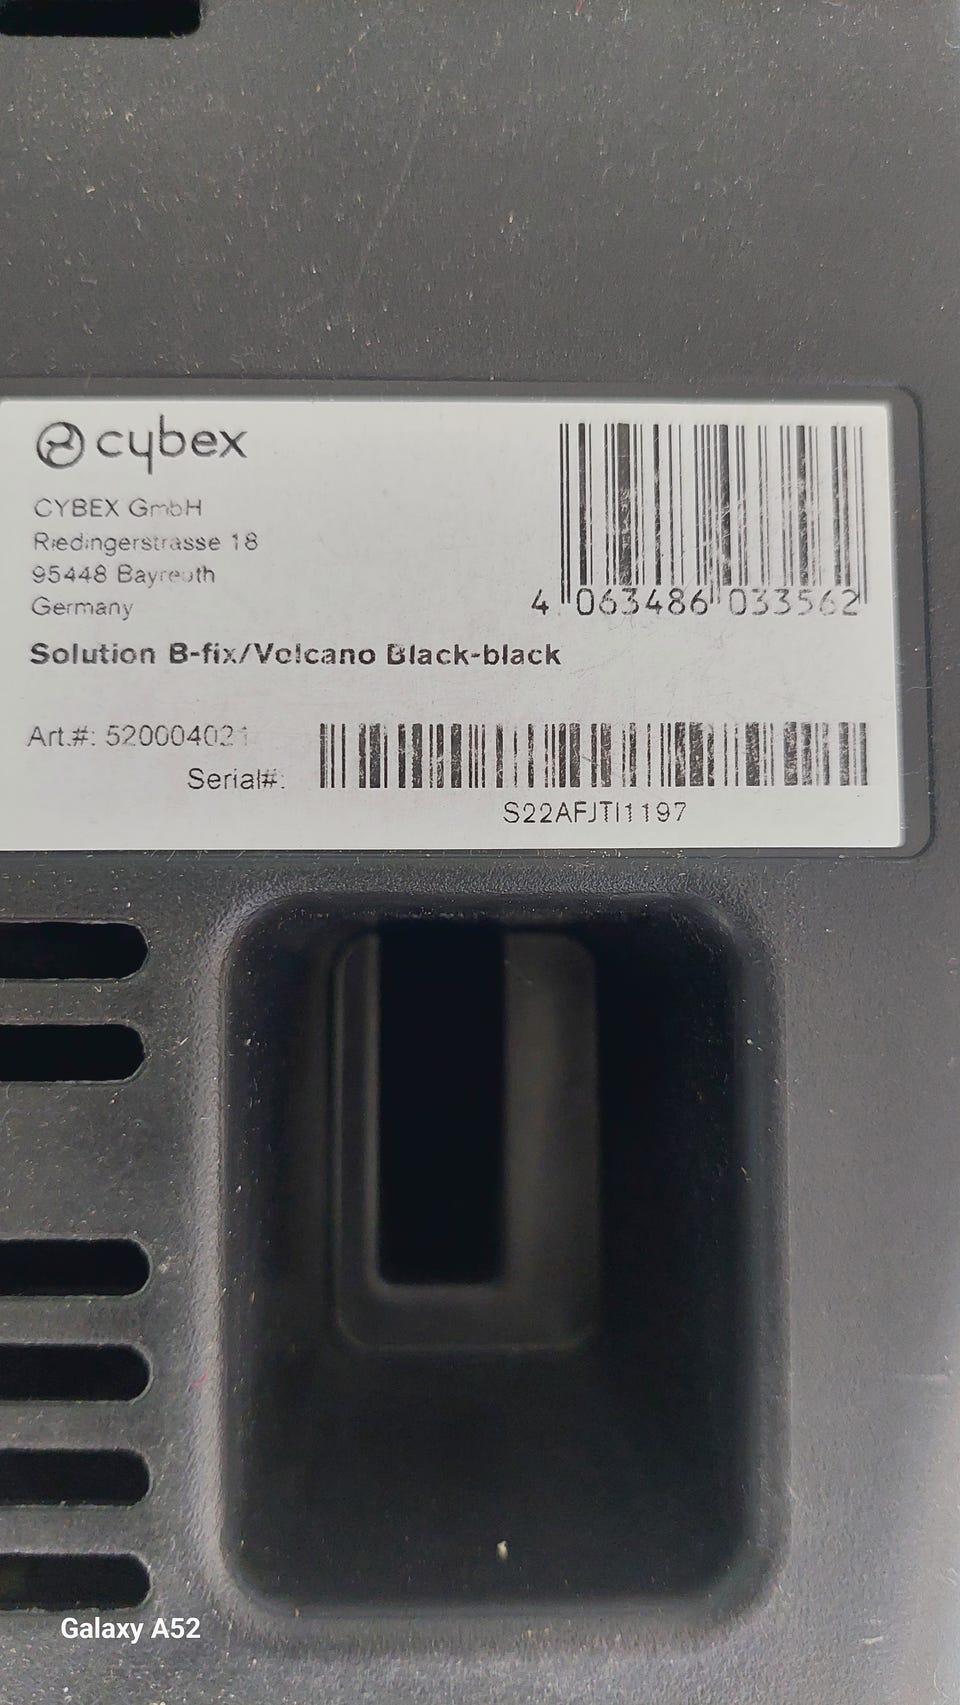 cybex
CYBEX GmbH
Riedingerstrasse 18
95448 Bayreuth
Germany
4 063486 033562
Solution B-fix/Volcano Black-black
Art.#: 520004021
Serial#:
S22AFJTI1197
Galaxy A52